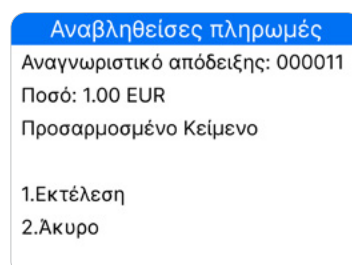 Αναβληθείσες πληρωμές
Αναγνωριστικό απόδειξης: 000011
Ποσό: 1.00 EUR
Προσαρμοσμένο Κείμενο
1.Εκτέλεση
2.Άκυρο